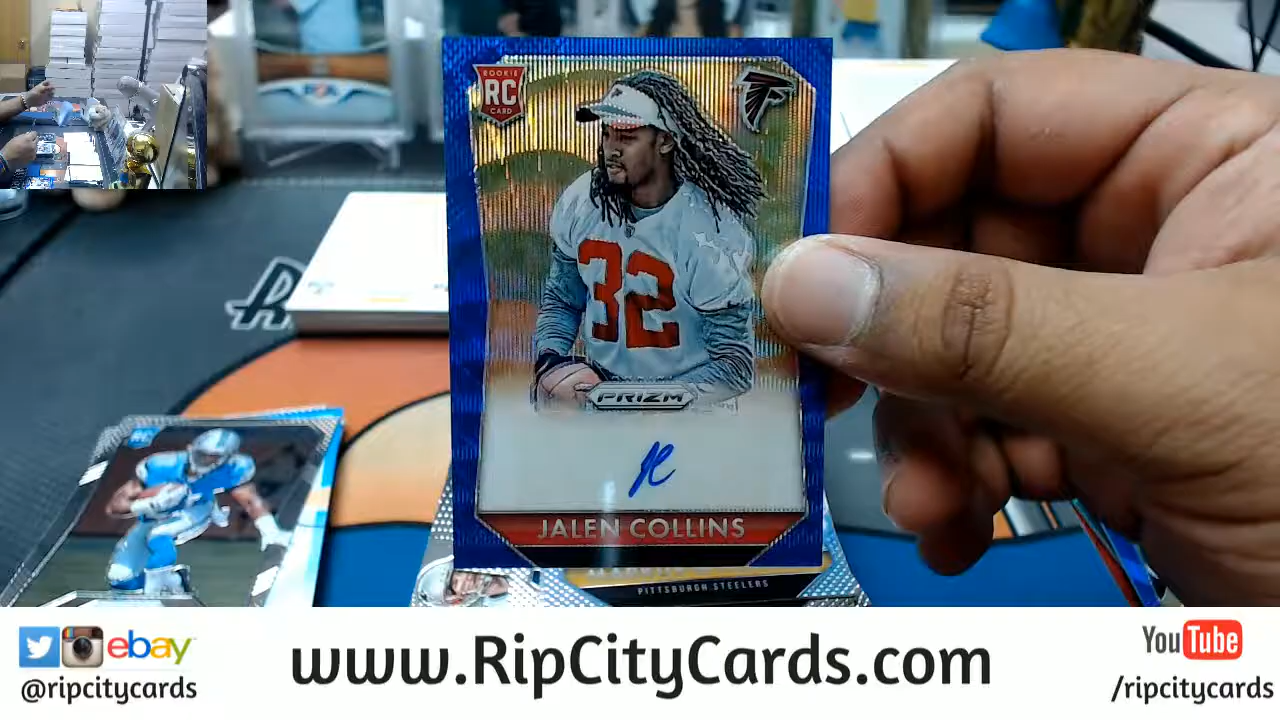 ROOKIE
RC
CARD
32
PRIZM
JALEN COLLINS
PITTSBURGH STEELERS
ebay
@ripcitycards
www.RipCityCards.com
YouTube
/ripcitycards